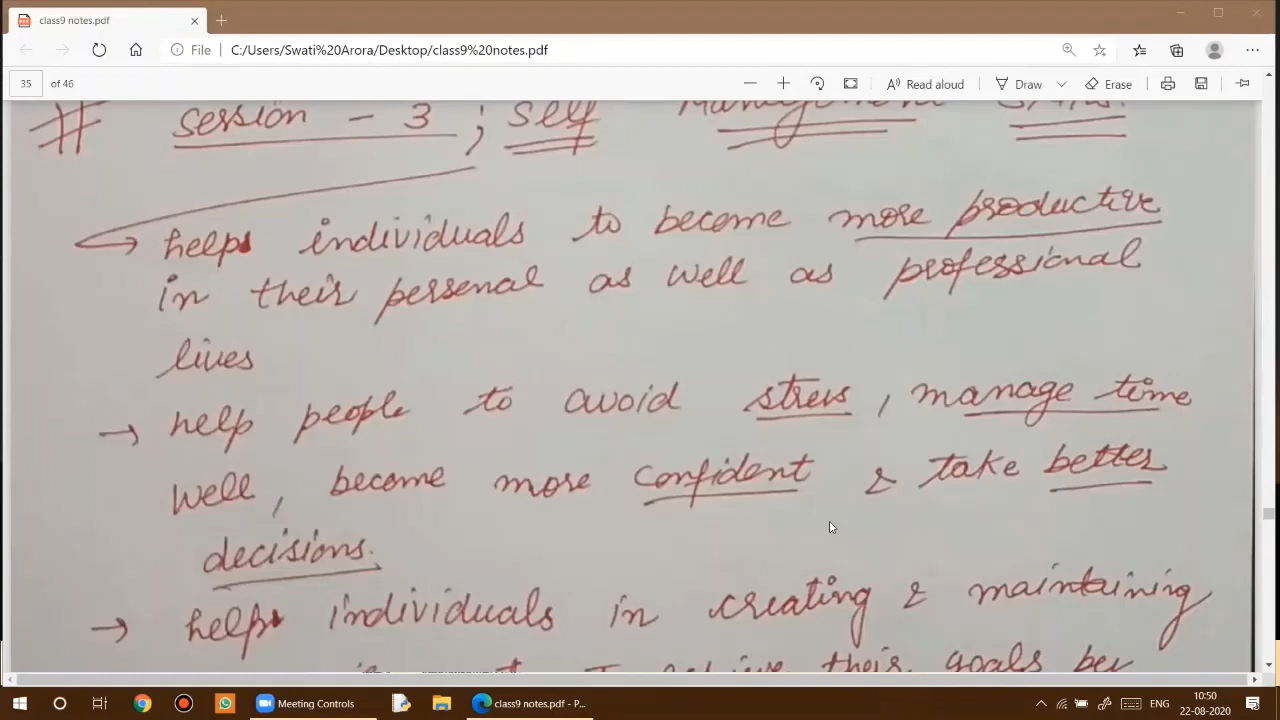 class9 notes.pdf
File C:/Users/Swati%20Arora/Desktop/class9%20notes.pdf
35 of 46 Read aloud Draw Erase
# Session - 3 ; Self Management Skills.
→ helps individuals to become more productive
in their personal as well as professional
lives
→ help people to avoid stress, manage time
well, become more confident & take better
decisions.
→ helps individuals in creating & maintaining
their goals
Meeting Controls class9 notes.pdf - P... ENG 10:50
22-08-2020